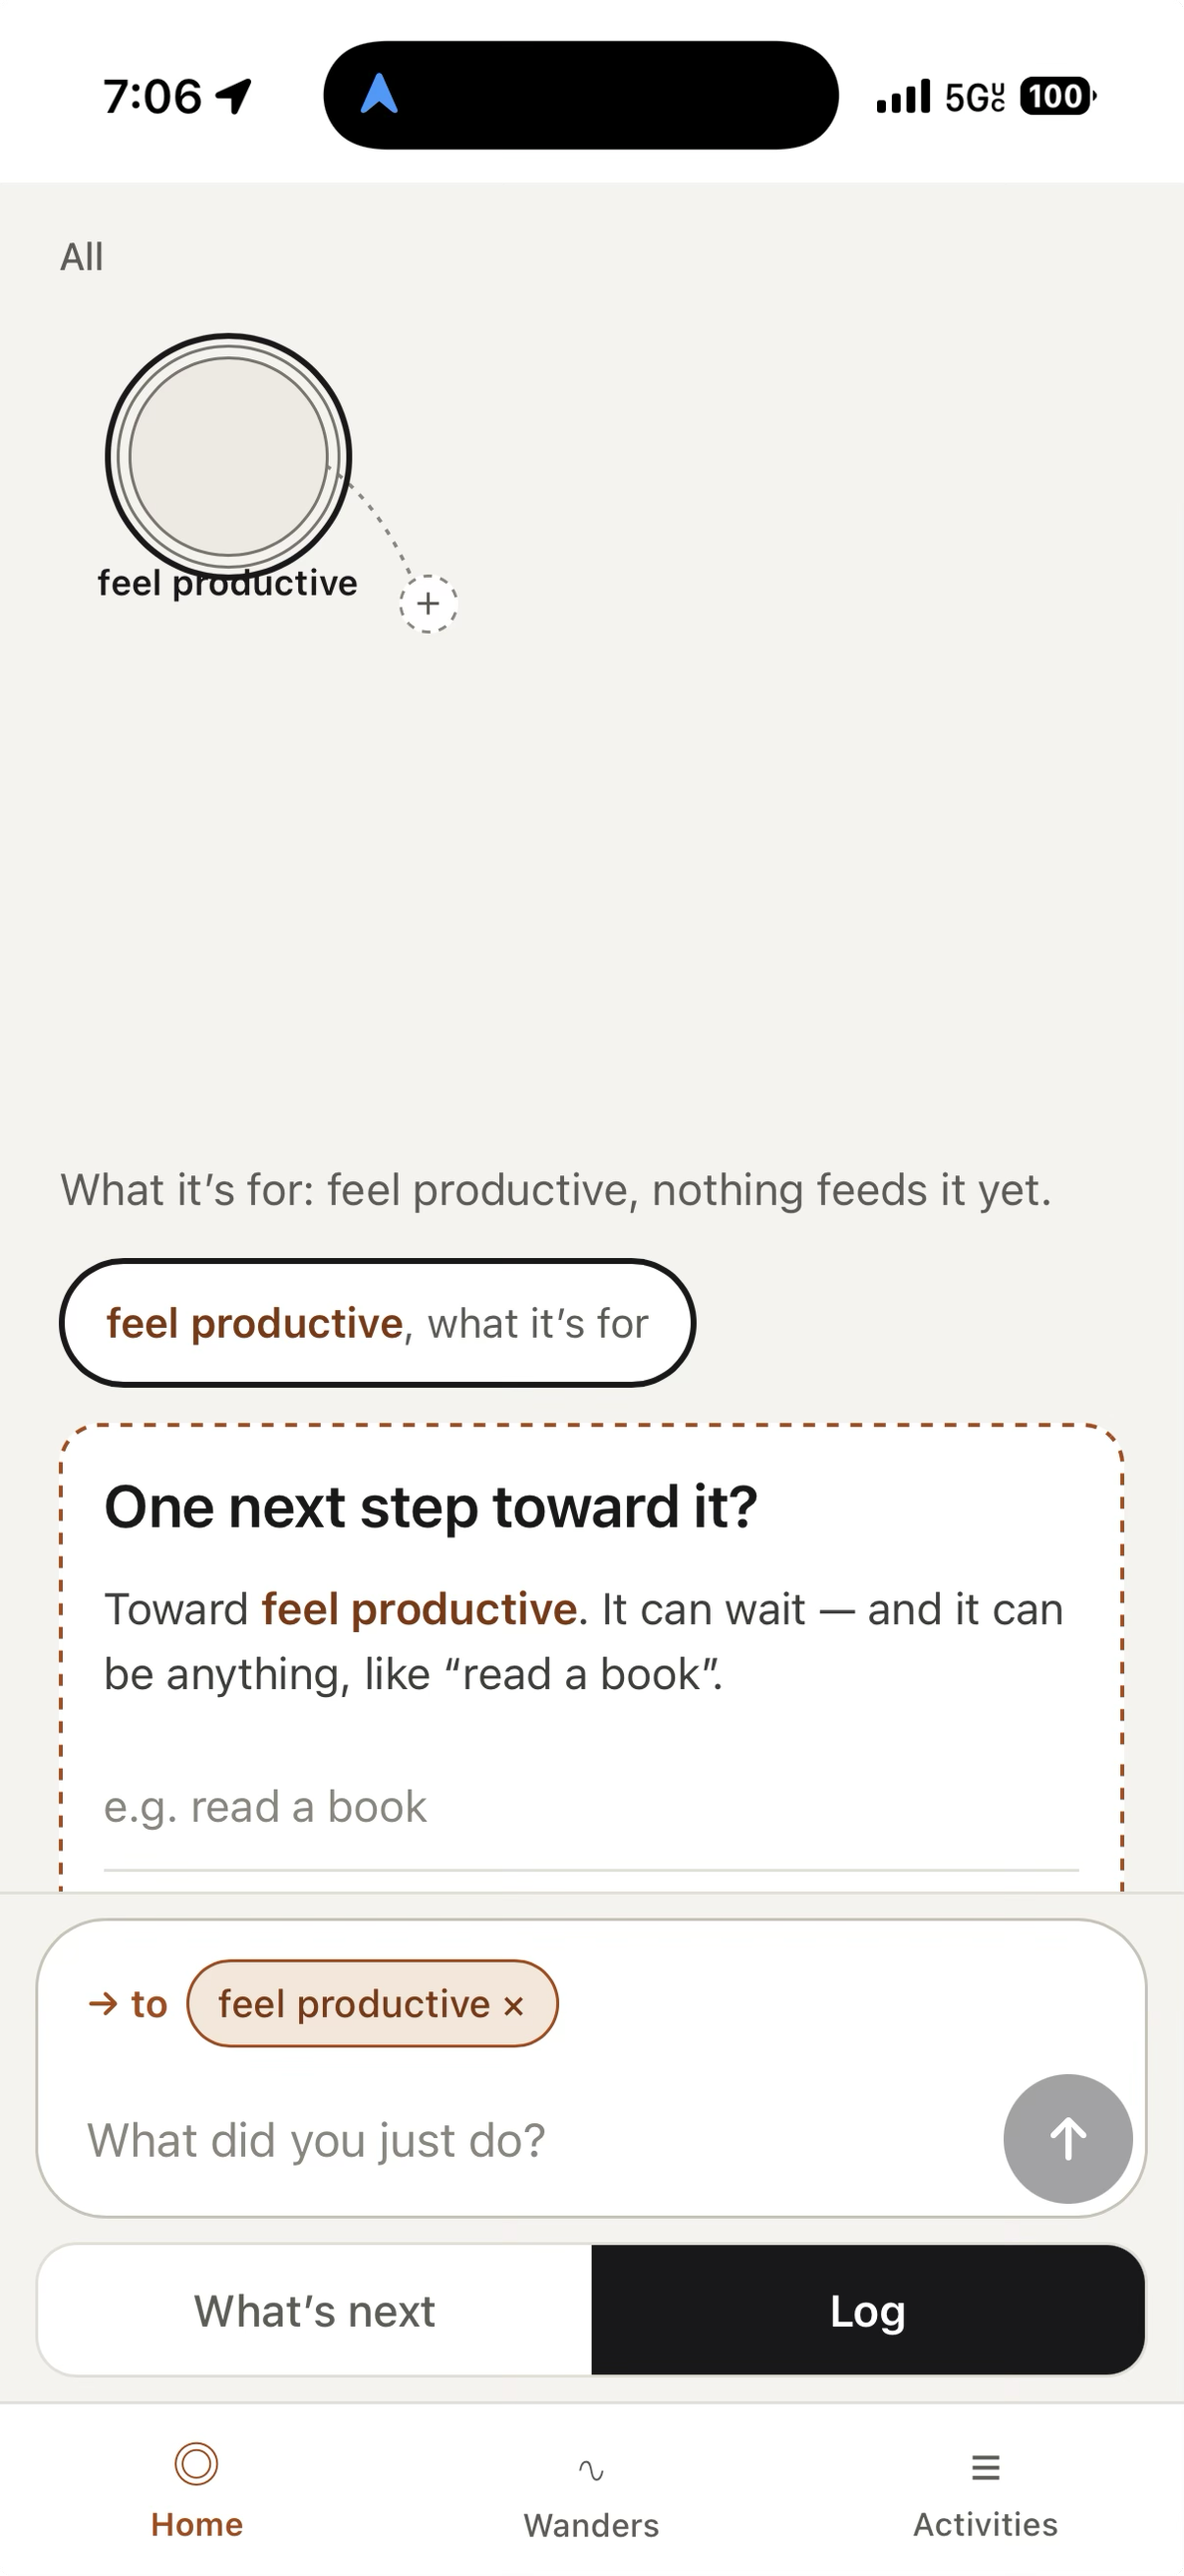 7:06
5GUC
100
All
feel productive
+
What it’s for: feel productive, nothing feeds it yet.
feel productive, what it’s for
One next step toward it?
Toward feel productive. It can wait — and it can
be anything, like “read a book”.
e.g. read a book
→ to feel productive ×
What did you just do?
What’s next
Log
Home
Wanders
Activities